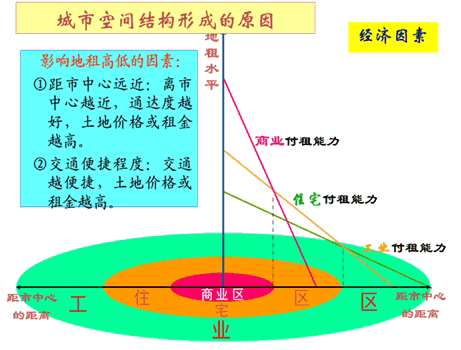 城市空间结构形成的原因
经济因素
地租水平
影响地租高低的因素：
①距市中心远近：离市
中心越近，通达度越
好，土地价格或租金
越高。
②交通便捷程度：交通
越便捷，土地价格或
租金越高。
商业付租能力
住宅付租能力
工业付租能力
距市中心
的距离
工 住 商业区 区 区
宅
业
距市中心
的距离